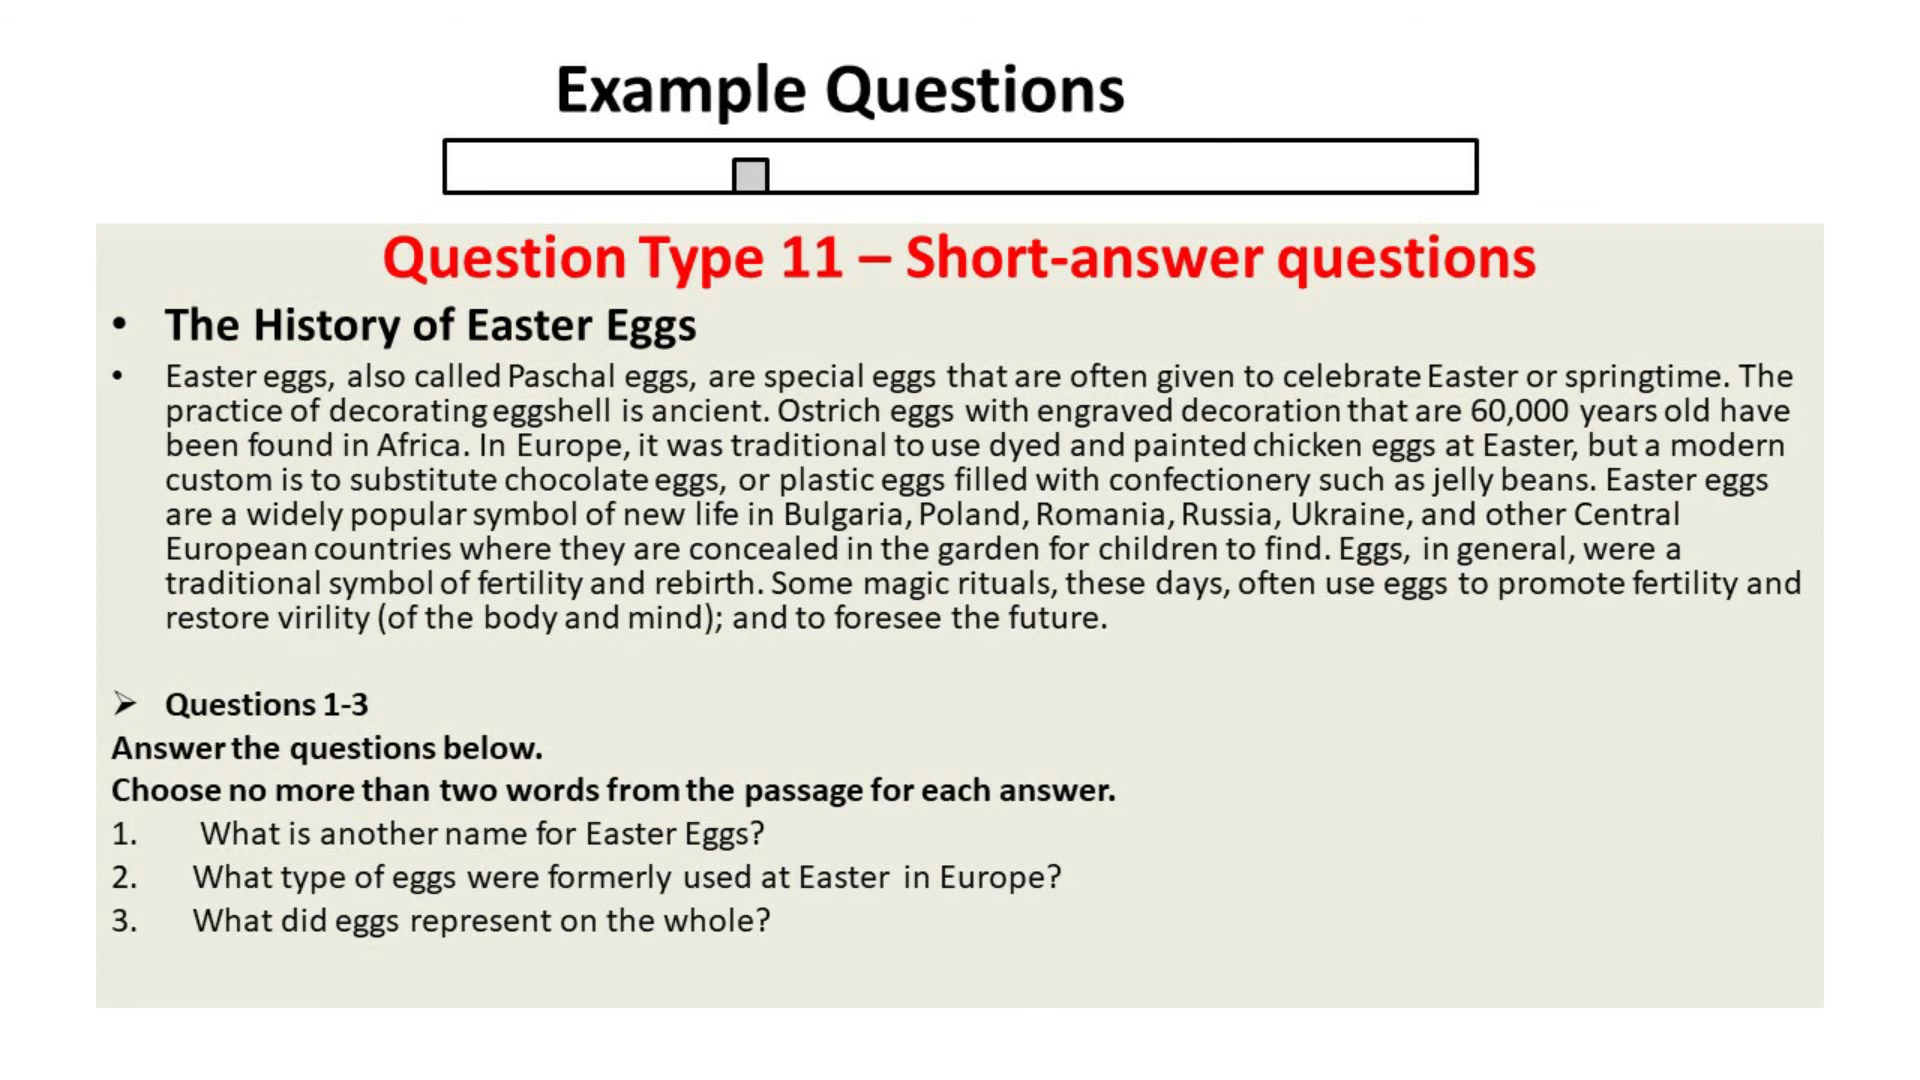 Example Questions
Question Type 11 – Short-answer questions
• The History of Easter Eggs
• Easter eggs, also called Paschal eggs, are special eggs that are often given to celebrate Easter or springtime. The
practice of decorating eggshell is ancient. Ostrich eggs with engraved decoration that are 60,000 years old have
been found in Africa. In Europe, it was traditional to use dyed and painted chicken eggs at Easter, but a modern
custom is to substitute chocolate eggs, or plastic eggs filled with confectionery such as jelly beans. Easter eggs
are a widely popular symbol of new life in Bulgaria, Poland, Romania, Russia, Ukraine, and other Central
European countries where they are concealed in the garden for children to find. Eggs, in general, were a
traditional symbol of fertility and rebirth. Some magic rituals, these days, often use eggs to promote fertility and
restore virility (of the body and mind); and to foresee the future.
➢ Questions 1-3
Answer the questions below.
Choose no more than two words from the passage for each answer.
1. What is another name for Easter Eggs?
2. What type of eggs were formerly used at Easter in Europe?
3. What did eggs represent on the whole?